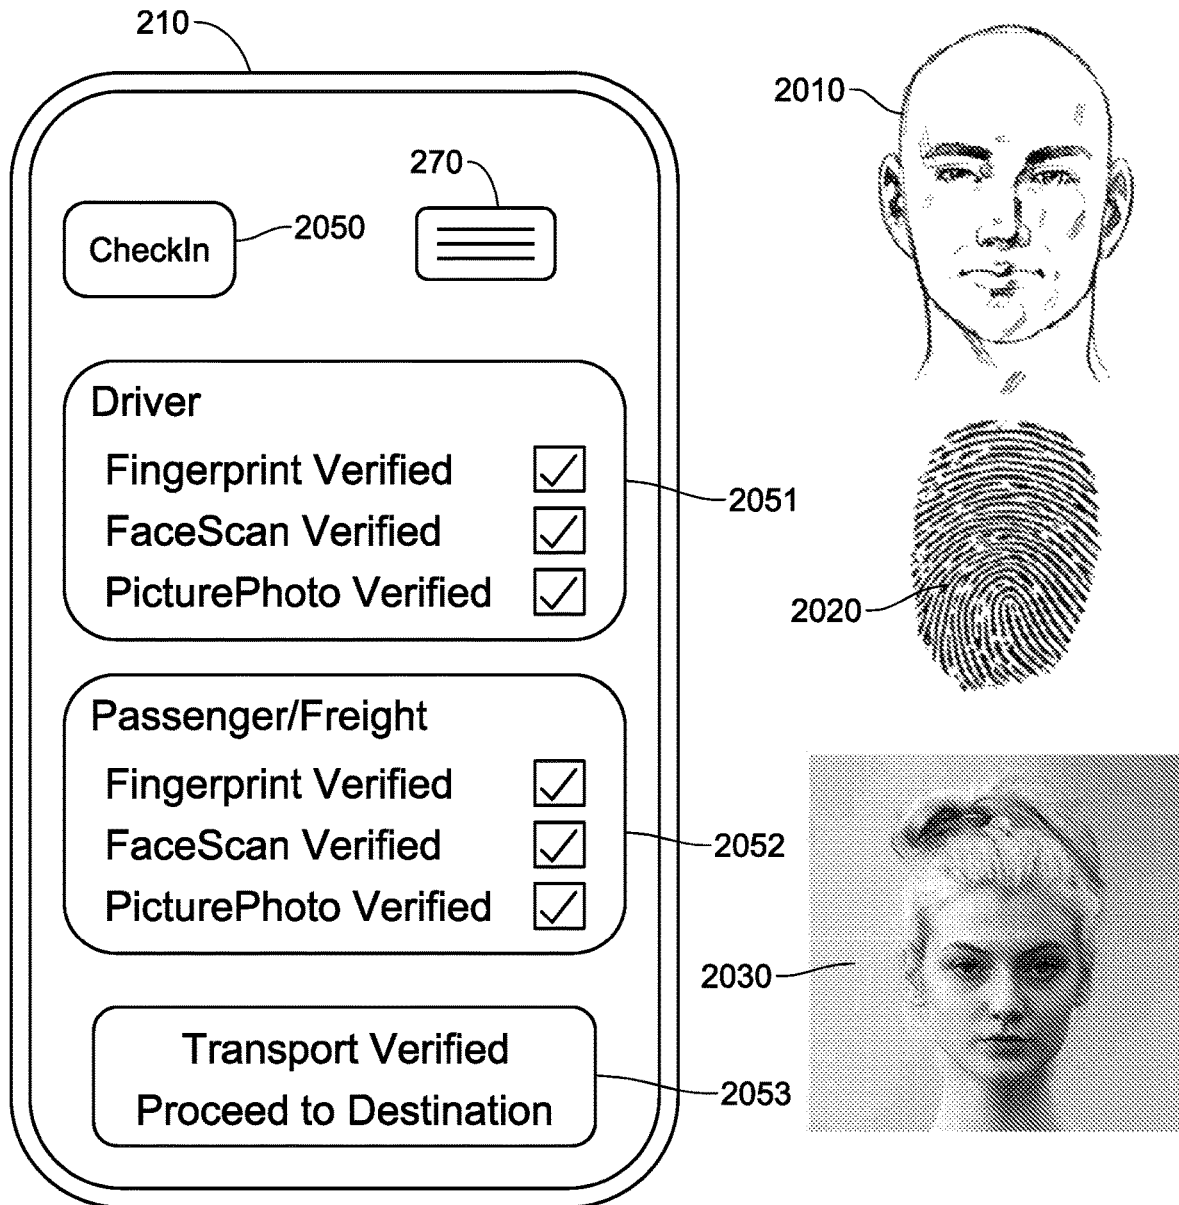 210
270
2010
CheckIn
2050
Driver
Fingerprint Verified
FaceScan Verified
PicturePhoto Verified
2051
2020
Passenger/Freight
Fingerprint Verified
FaceScan Verified
PicturePhoto Verified
2052
2030
Transport Verified
Proceed to Destination
2053